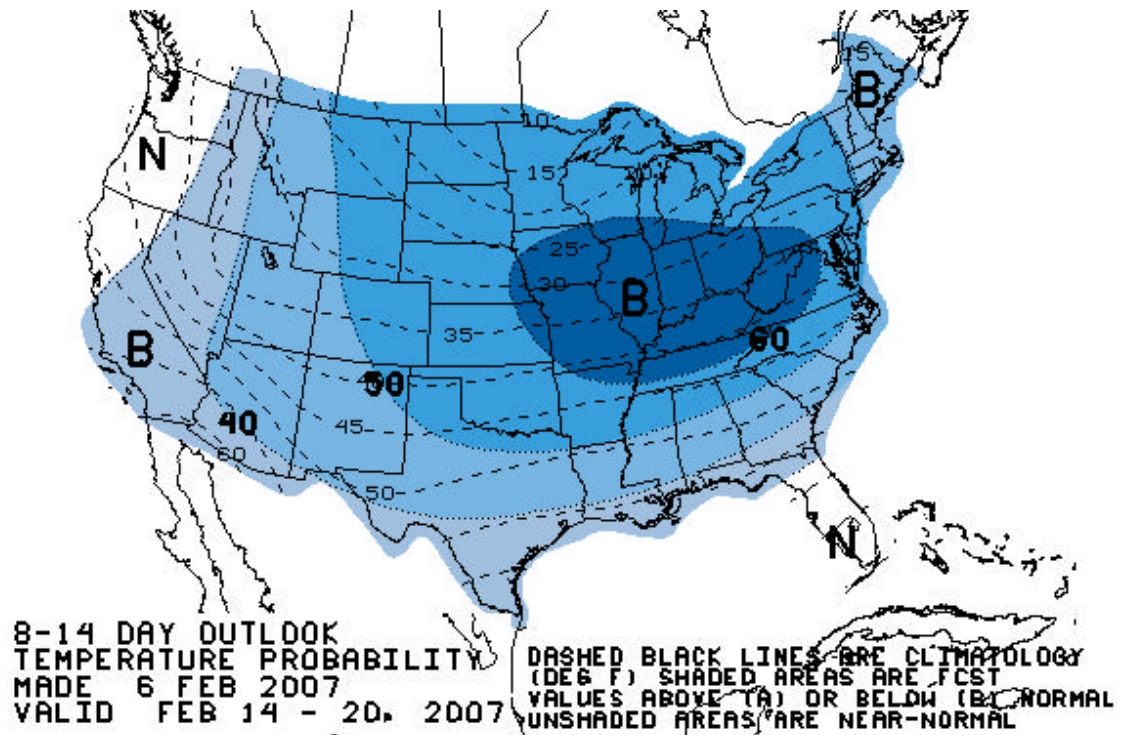 15
B
10
N
15
25
30
B
35
B
60
50
40
45
60
50
N
8-14 DAY OUTLOOK
TEMPERATURE PROBABILITY
MADE 6 FEB 2007
VALID FEB 14 - 20, 2007
DASHED BLACK LINES ARE CLIMATOLOGY
(DEG F) SHADED AREAS ARE FCST
VALUES ABOVE (A) OR BELOW (B) NORMAL
UNSHADED AREAS ARE NEAR-NORMAL